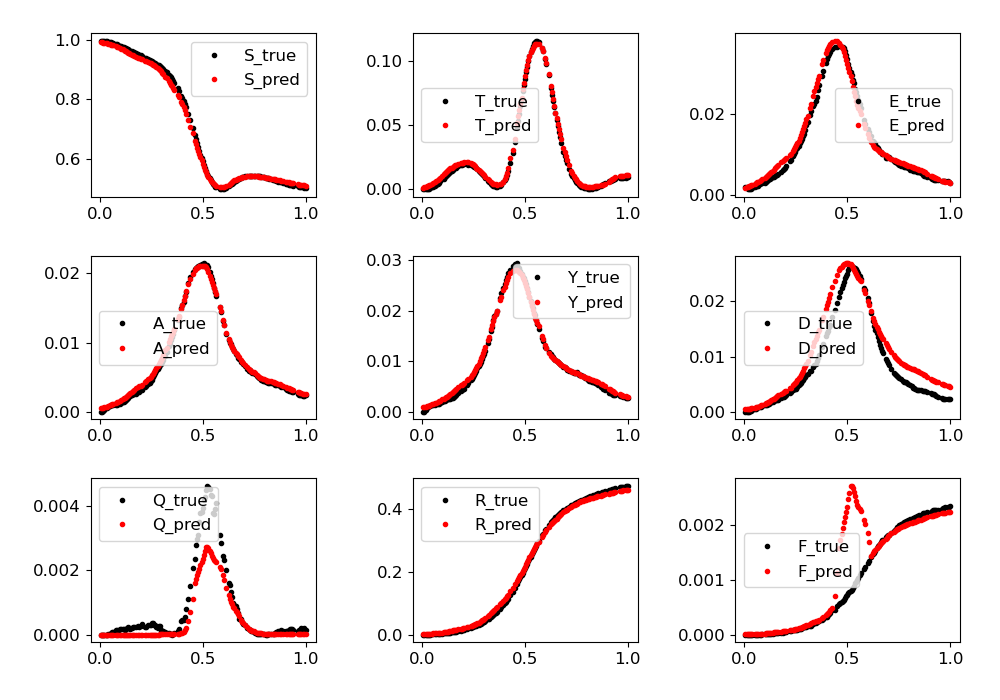 1.0
0.8
0.6
0.0 0.5 1.0
S_true
S_pred
0.10
0.05
0.00
0.0 0.5 1.0
T_true
T_pred
0.02
0.00
0.0 0.5 1.0
E_true
E_pred
0.02
0.01
0.00
0.0 0.5 1.0
A_true
A_pred
0.03
0.02
0.01
0.00
0.0 0.5 1.0
Y_true
Y_pred
0.02
0.01
0.00
0.0 0.5 1.0
D_true
D_pred
0.004
0.002
0.000
0.0 0.5 1.0
Q_true
Q_pred
0.4
0.2
0.0
0.0 0.5 1.0
R_true
R_pred
0.002
0.001
0.000
0.0 0.5 1.0
F_true
F_pred